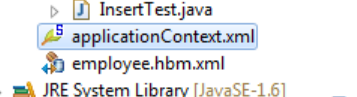 InsertTest.java
applicationContext.xml
employee.hbm.xml
JRE System Library [JavaSE-1.6]